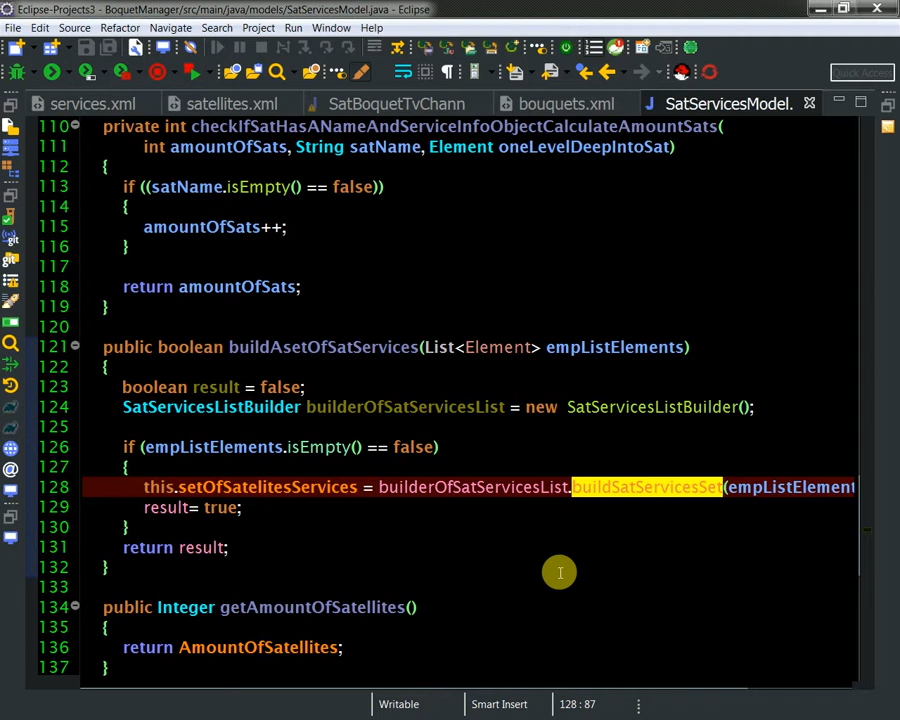 Eclipse-Projects3 - BoquetManager/src/main/java/models/SatServicesModel.java - Eclipse
File Edit Source Refactor Navigate Search Project Run Window Help
Quick Access
services.xml satellites.xml SatBoquetTvChann bouquets.xml SatServicesModel.
110 private int checkIfSatHasANameAndServiceInfoObjectCalculateAmountSats(
111 int amountOfSats, String satName, Element oneLevelDeepIntoSat)
112 {
113 if ((satName.isEmpty() == false))
114 {
115 amountOfSats++;
116 }
117
118 return amountOfSats;
119 }
120
121 public boolean buildAsetOfSatServices(List<Element> empListElements)
122 {
123 boolean result = false;
124 SatServicesListBuilder builderOfSatServicesList = new SatServicesListBuilder();
125
126 if (empListElements.isEmpty() == false)
127 {
128 this.setOfSatelitesServices = builderOfSatServicesList.buildSatServicesSet(empListElement
129 result= true;
130 }
131 return result;
132 }
133
134 public Integer getAmountOfSatellites()
135 {
136 return AmountOfSatellites;
137 }
Writable Smart Insert 128 : 87